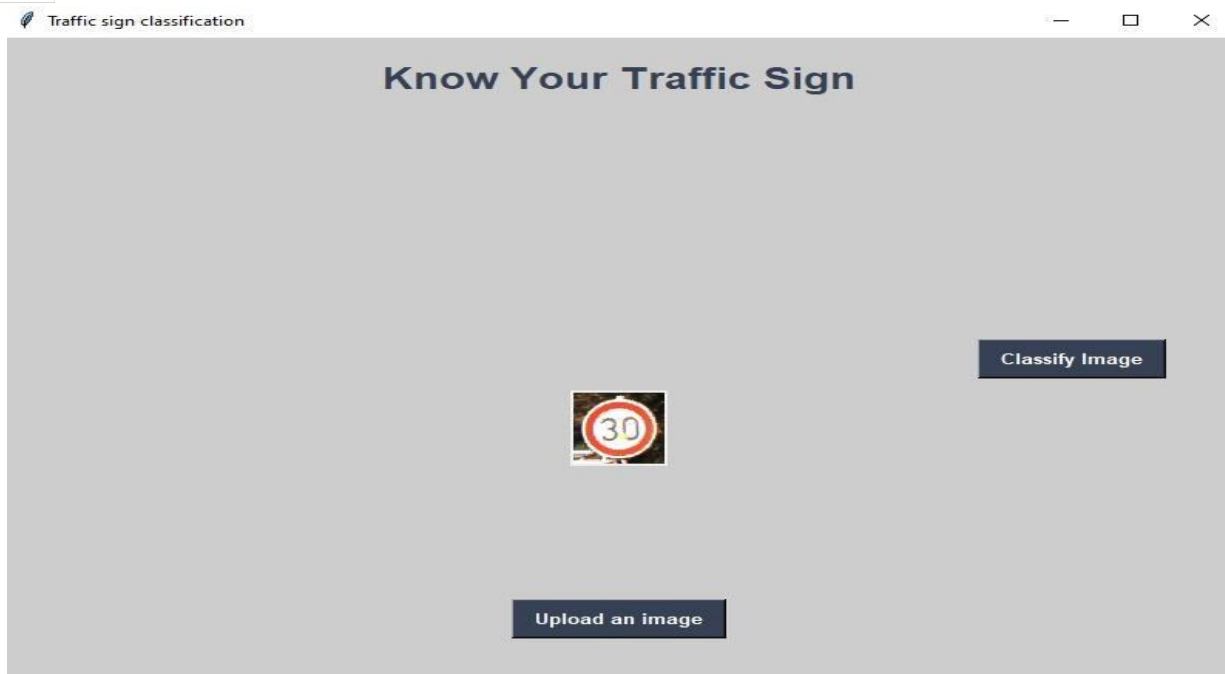 Traffic sign classification
Know Your Traffic Sign
Classify Image
30
Upload an image